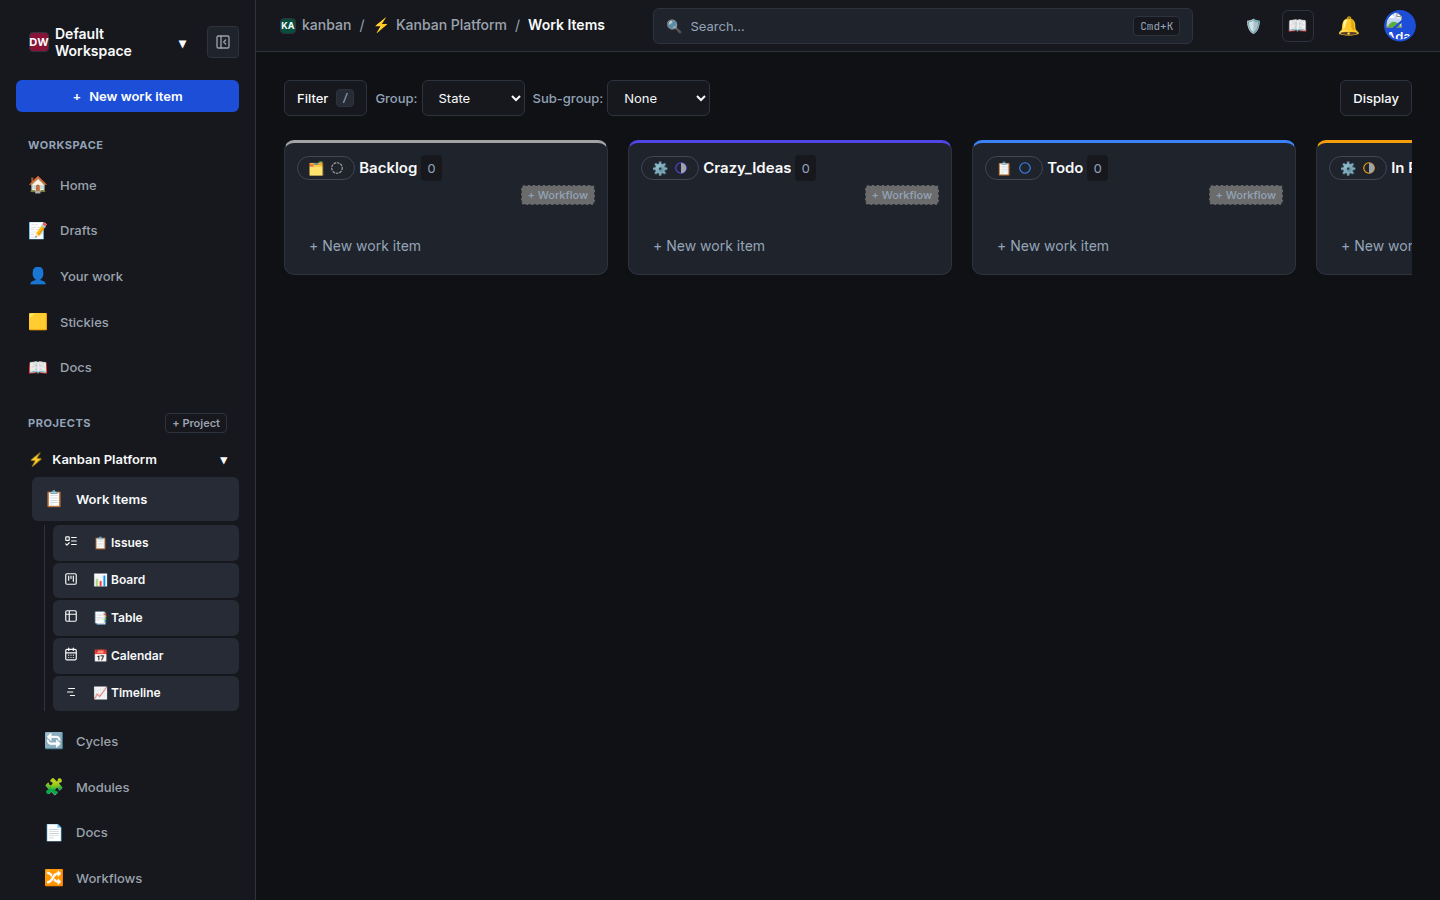 DW Default Workspace ▼
+ New work item
WORKSPACE
Home
Drafts
Your work
Stickies
Docs
PROJECTS + Project
Kanban Platform ▼
Work Items
Issues
Board
Table
Calendar
Timeline
Cycles
Modules
Docs
Workflows
KA kanban / Kanban Platform / Work Items
Search... Cmd+K
Filter / Group: State Sub-group: None Display
Backlog 0
+ Workflow
+ New work item
Crazy_Ideas 0
+ Workflow
+ New work item
Todo 0
+ Workflow
+ New work item
In
+ New